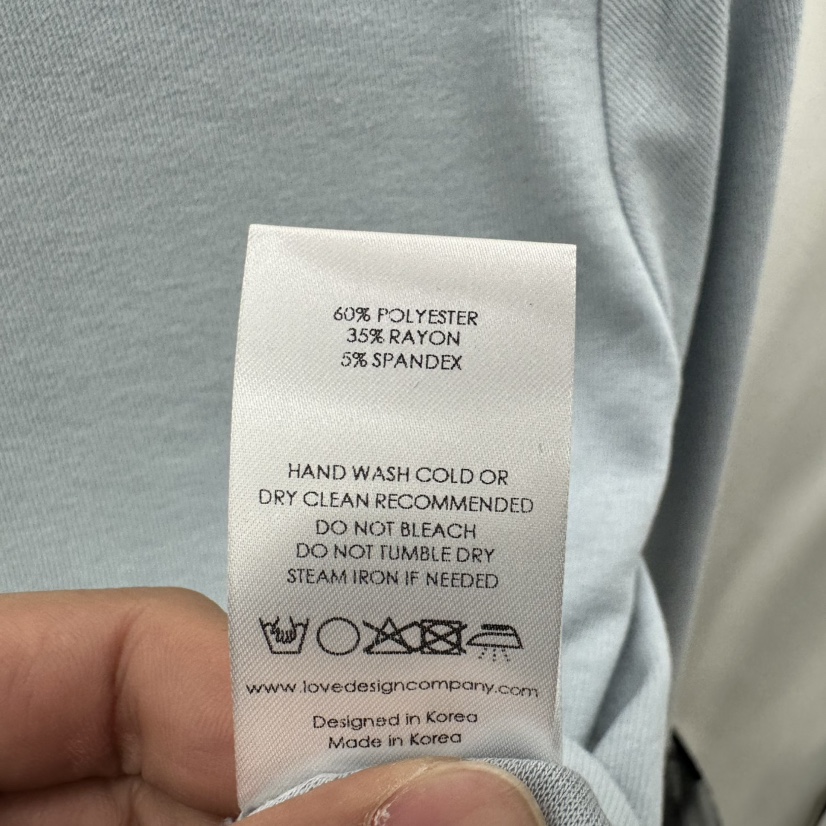 60% POLYESTER
35% RAYON
5% SPANDEX
HAND WASH COLD OR
DRY CLEAN RECOMMENDED
DO NOT BLEACH
DO NOT TUMBLE DRY
STEAM IRON IF NEEDED
www.lovedesigncompany.com
Designed in Korea
Made in Korea